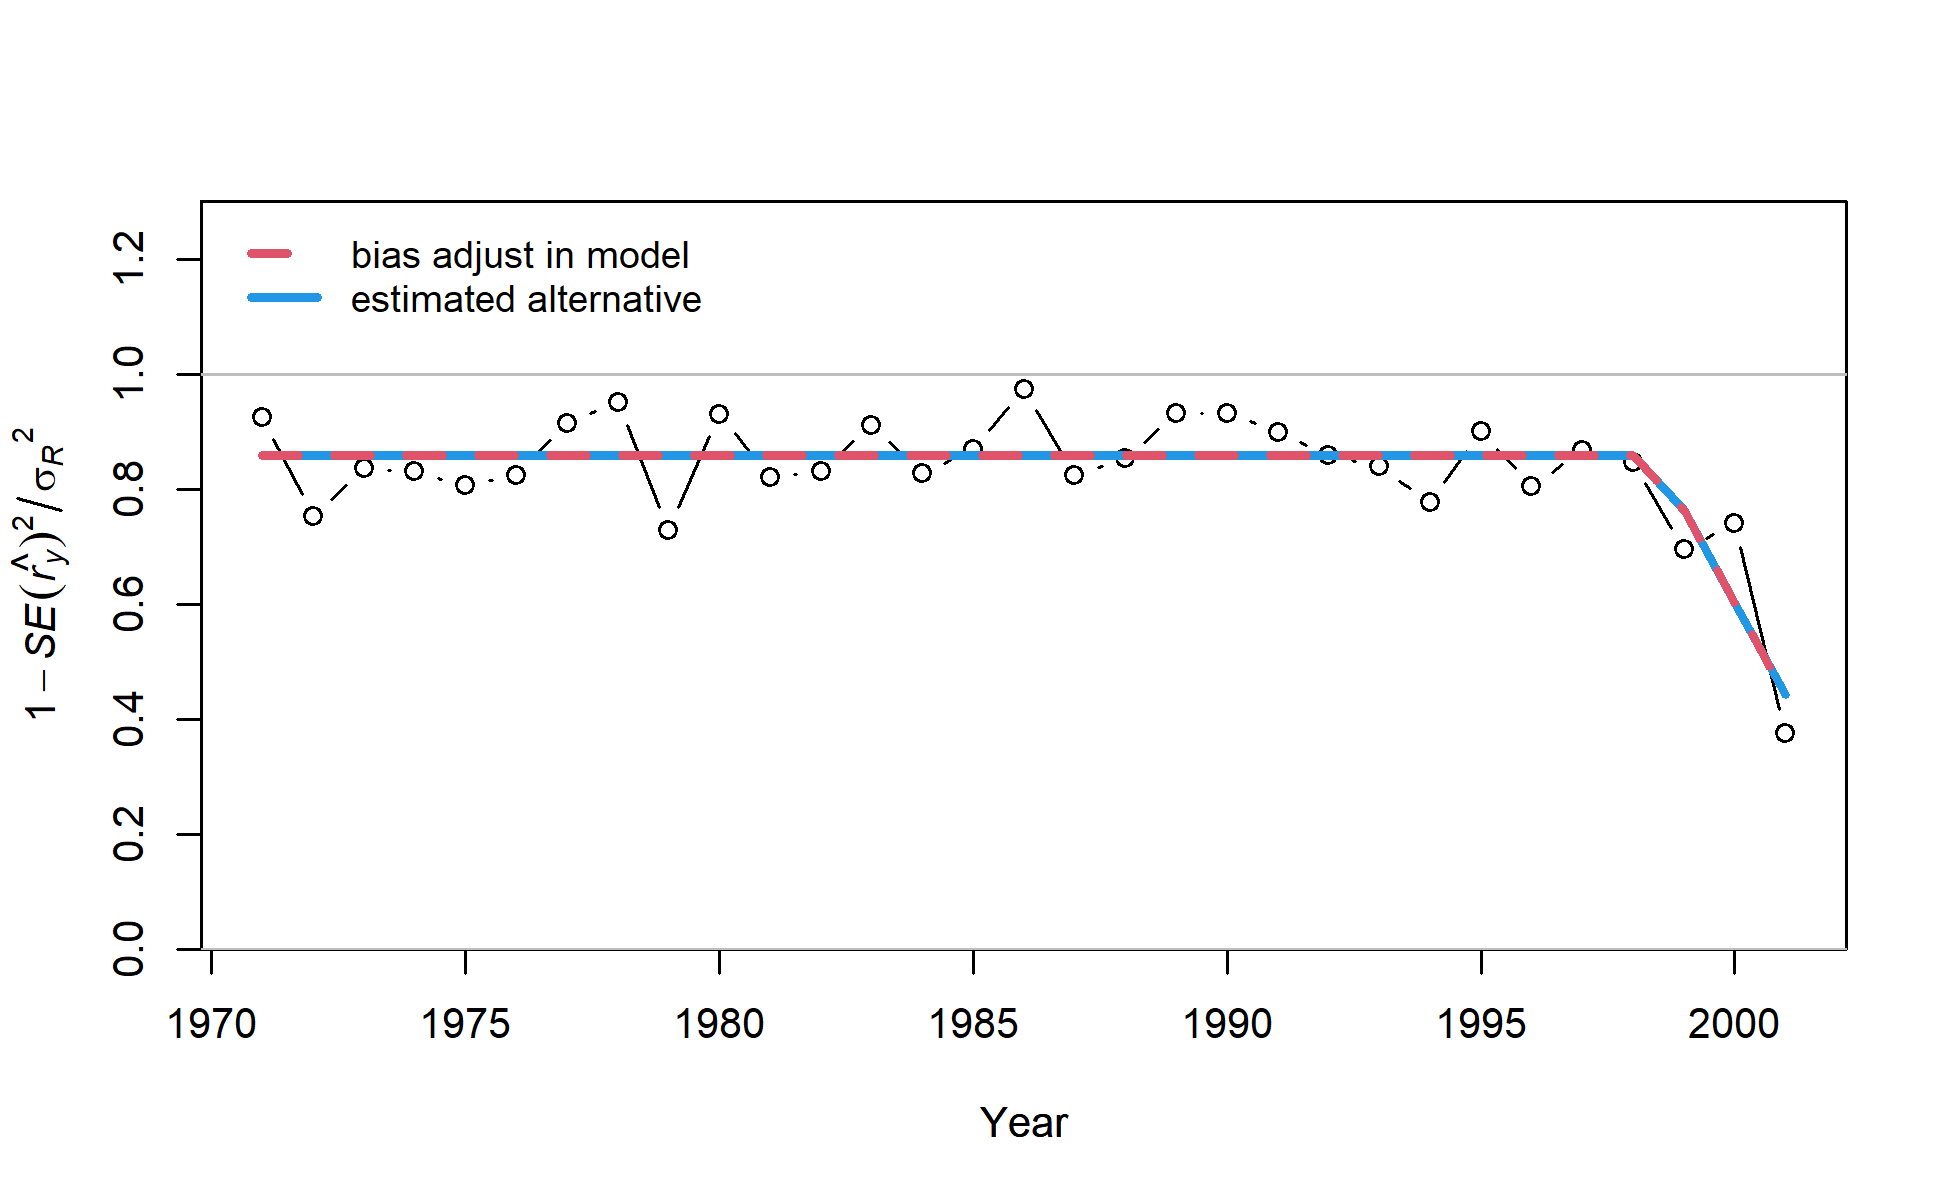 bias adjust in model
estimated alternative
1.2
1.0
0.8
0.6
0.4
0.2
0.0
1 − SE(r̂y)² / σR²
1970 1975 1980 1985 1990 1995 2000
Year